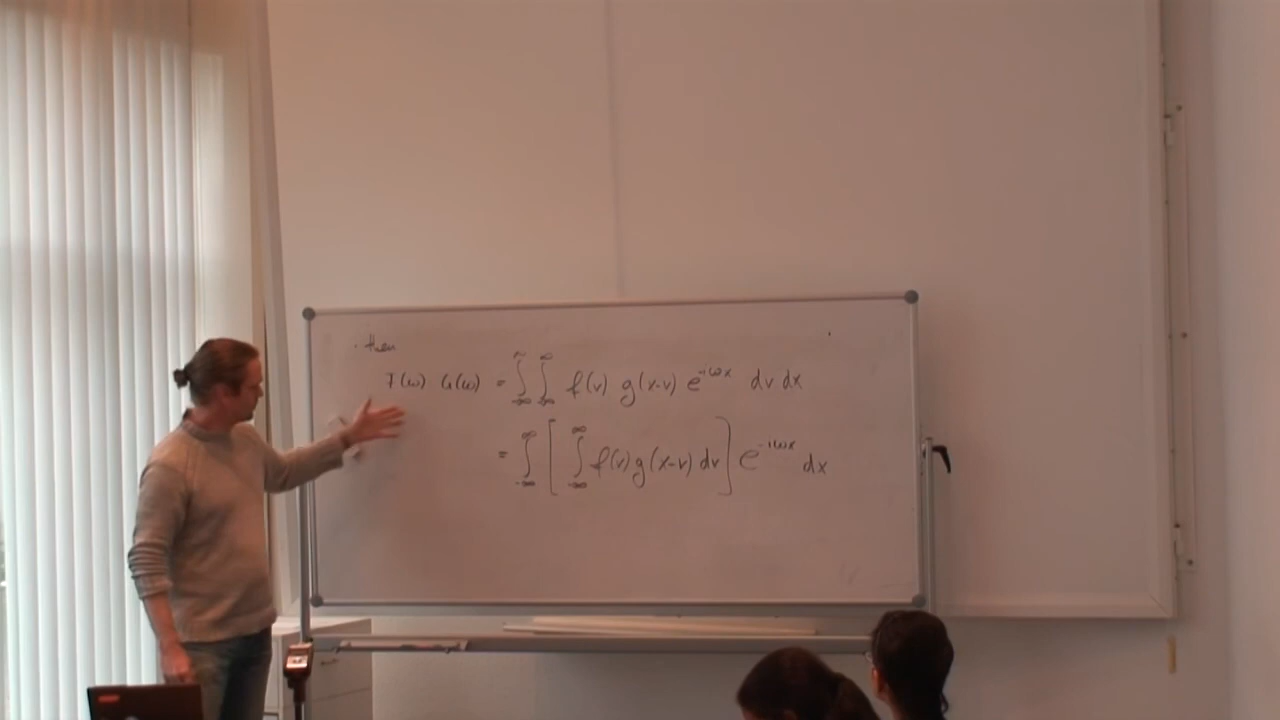 · then
F(ω) G(ω) = ∫_{-∞}^{∞} ∫_{-∞}^{∞} f(v) g(x-v) e^{-iωx} dv dx
= ∫_{-∞}^{∞} [ ∫_{-∞}^{∞} f(v) g(x-v) dv ] e^{-iωx} dx